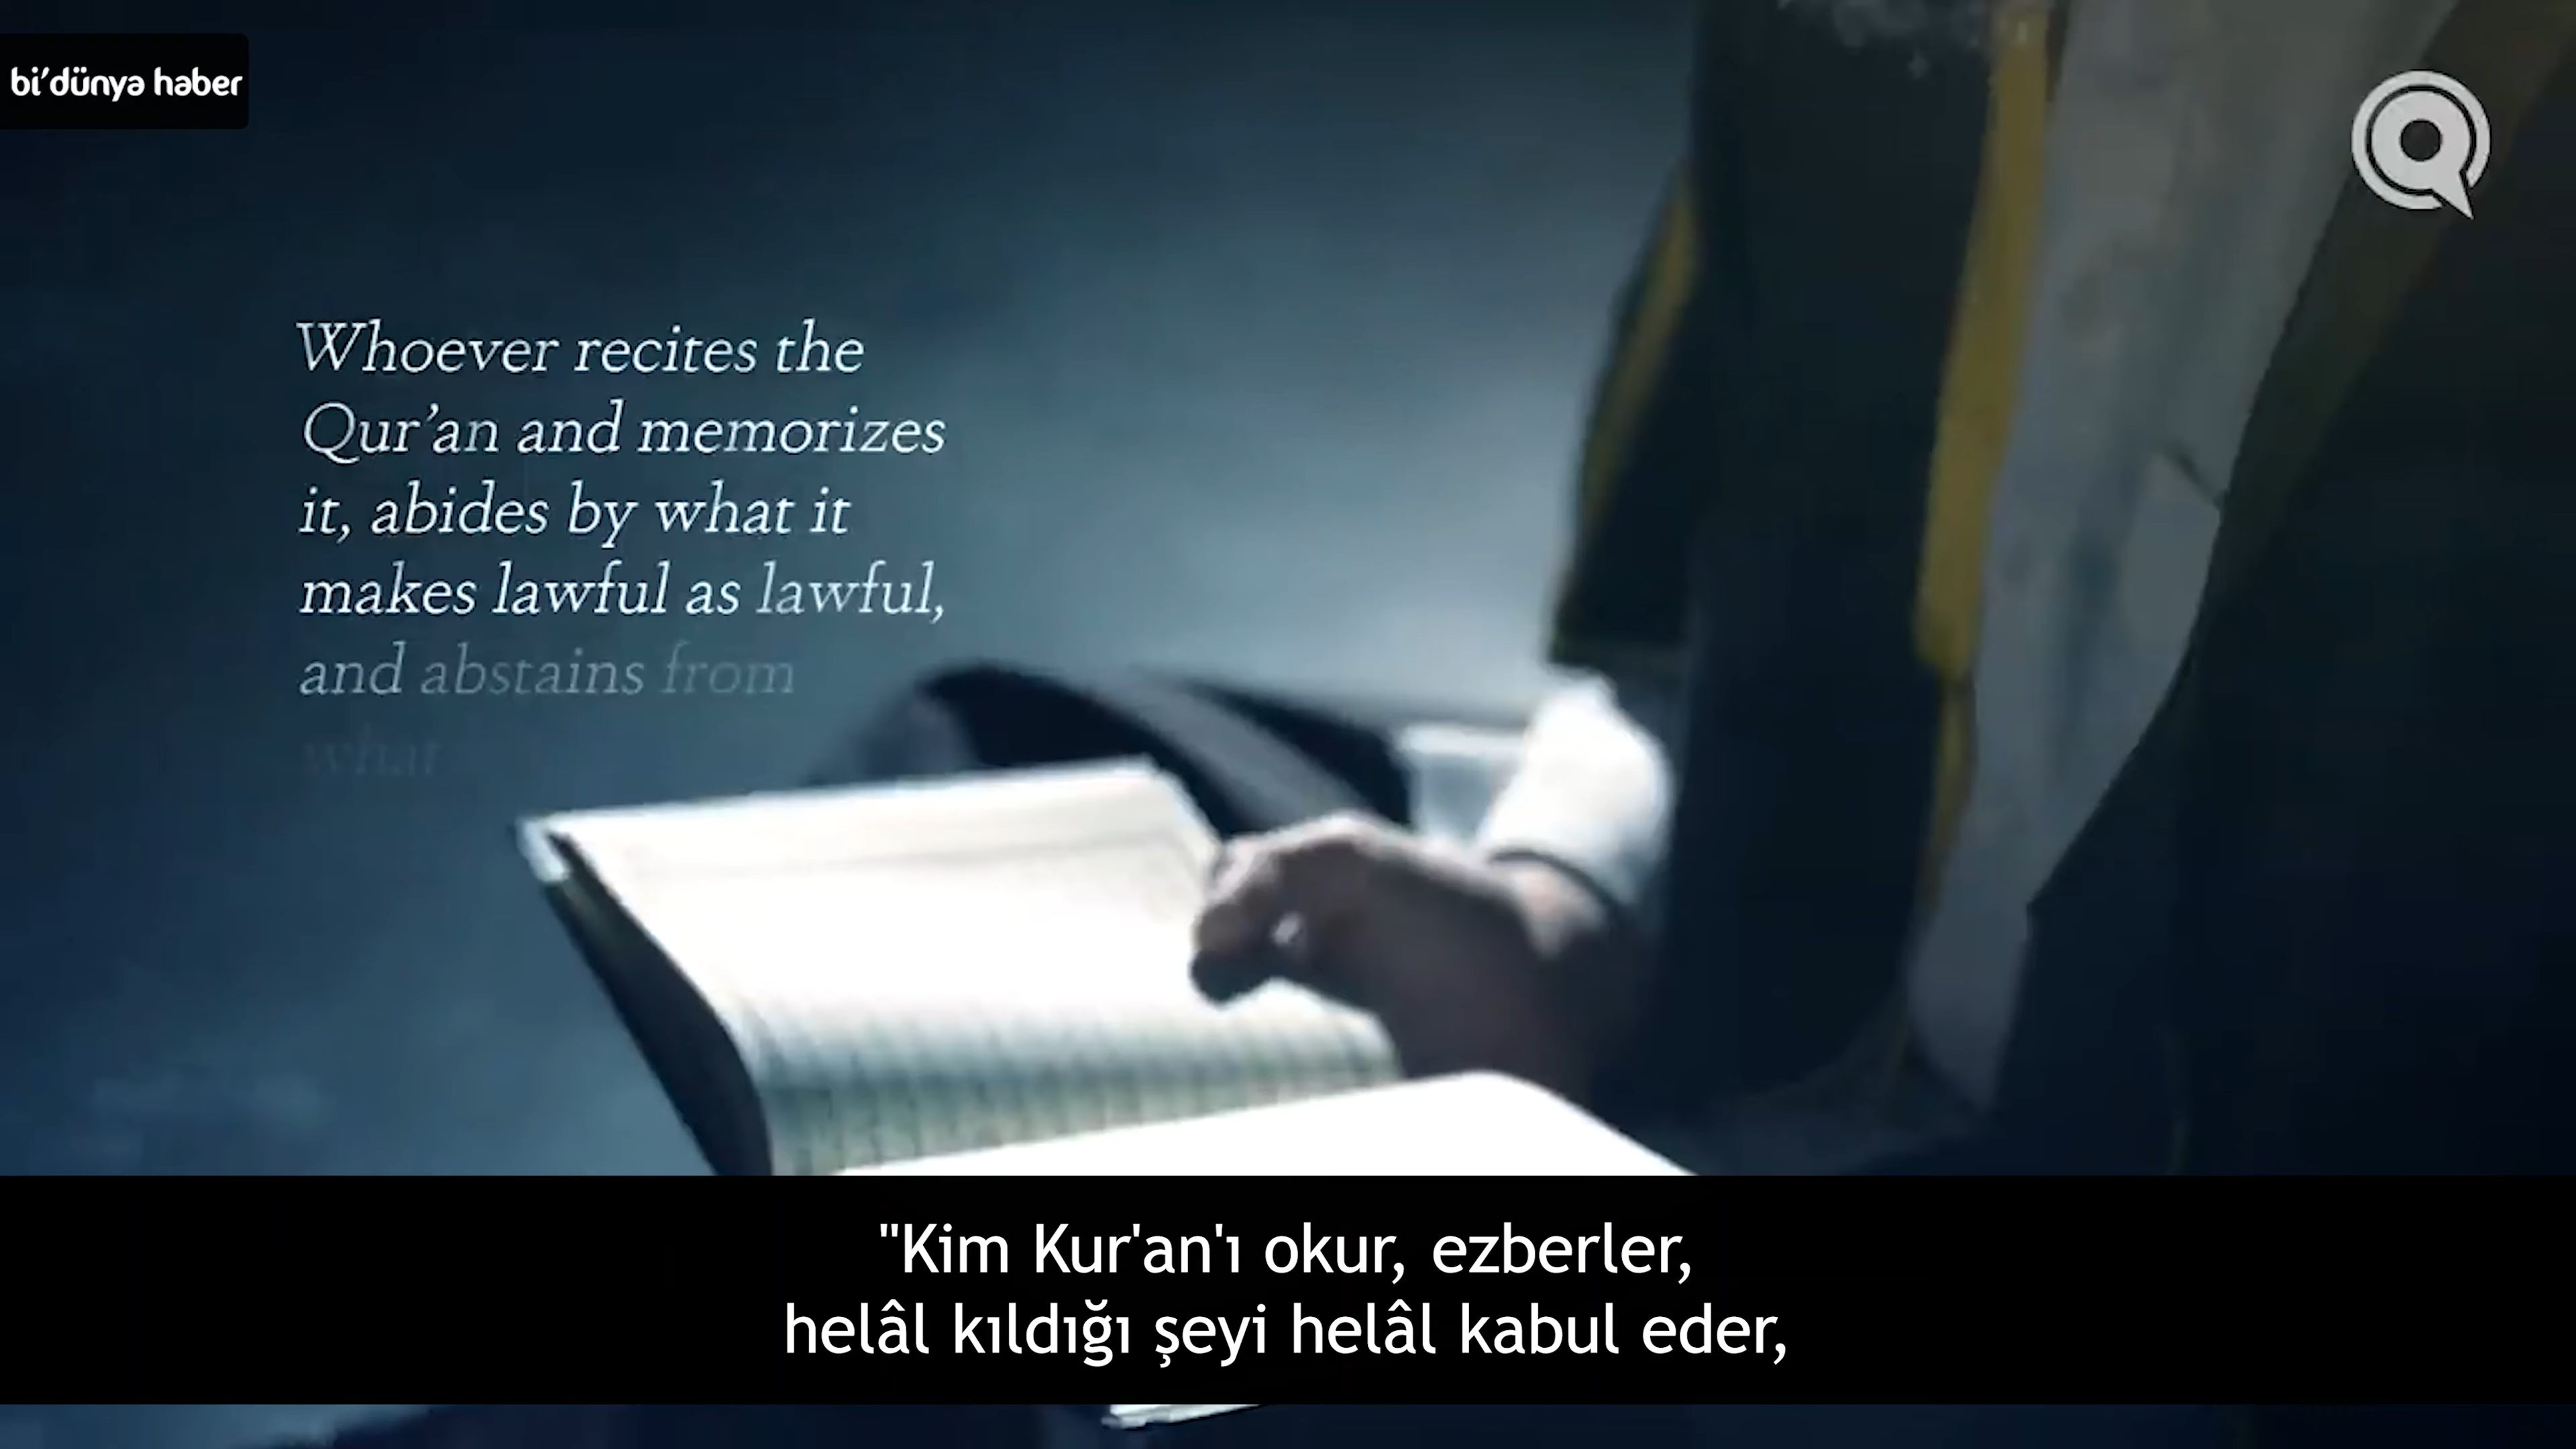 bi'dünya haber
Whoever recites the
Qur’an and memorizes
it, abides by what it
makes lawful as lawful,
and abstains from
what
"Kim Kur'an'ı okur, ezberler,
helâl kıldığı şeyi helâl kabul eder,